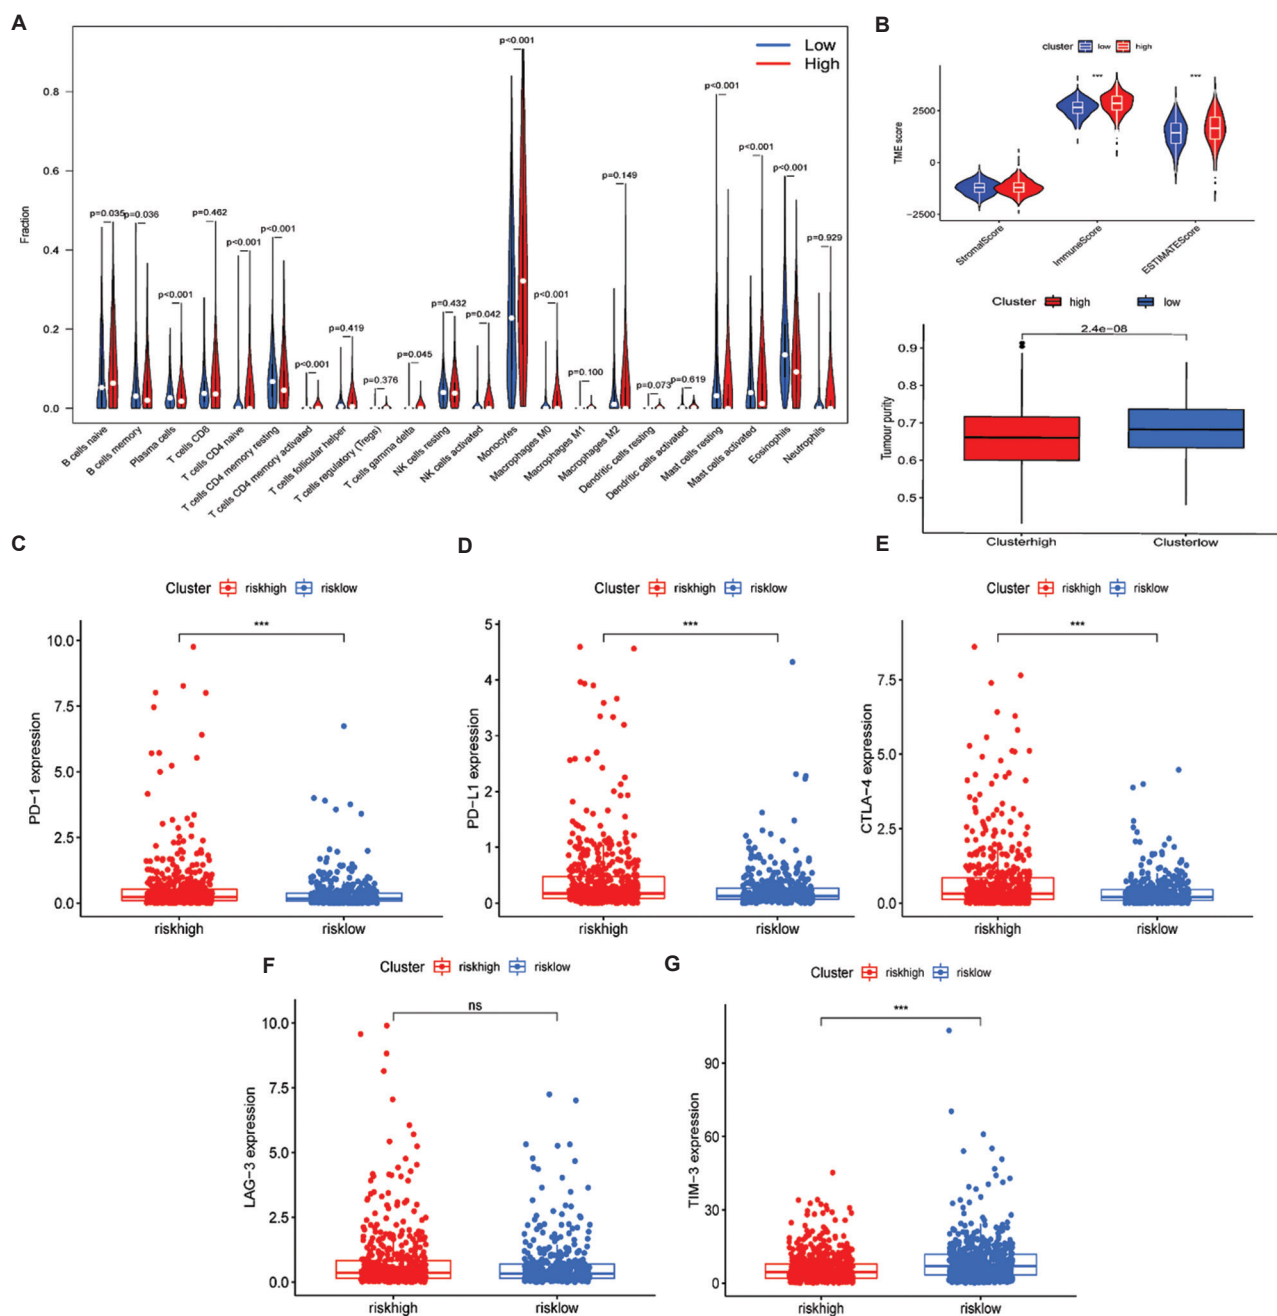 A
Low
High
Fraction
0.8
0.6
0.4
0.2
0.0
p=0.035
p=0.036
p<0.001
p=0.462
p<0.001
p<0.001
p<0.001
p=0.419
p=0.376
p=0.045
p=0.432
p=0.042
p<0.001
p<0.001
p=0.100
p=0.149
p=0.073
p=0.619
p<0.001
p<0.001
p<0.001
p=0.929
B cells naive
B cells memory
Plasma cells
T cells CD8
T cells CD4 naive
T cells CD4 memory resting
T cells CD4 memory activated
T cells follicular helper
T cells regulatory (Tregs)
T cells gamma delta
NK cells resting
NK cells activated
Monocytes
Macrophages M0
Macrophages M1
Macrophages M2
Dendritic cells resting
Dendritic cells activated
Mast cells resting
Mast cells activated
Eosinophils
Neutrophils
B
cluster low high
TME score
2500
0
−2500
*** ***
StromalScore
ImmuneScore
ESTIMATEScore
Cluster high low
2.4e−08
Tumour purity
0.9
0.8
0.7
0.6
0.5
Clusterhigh Clusterlow
C
Cluster riskhigh risklow
***
PD−1 expression
10.0
7.5
5.0
2.5
0.0
riskhigh risklow
D
Cluster riskhigh risklow
***
PD−L1 expression
5
4
3
2
1
0
riskhigh risklow
E
Cluster riskhigh risklow
***
CTLA−4 expression
7.5
5.0
2.5
0.0
riskhigh risklow
F
Cluster riskhigh risklow
ns
LAG−3 expression
10.0
7.5
5.0
2.5
0.0
riskhigh risklow
G
Cluster riskhigh risklow
***
TIM−3 expression
90
60
30
0
riskhigh risklow